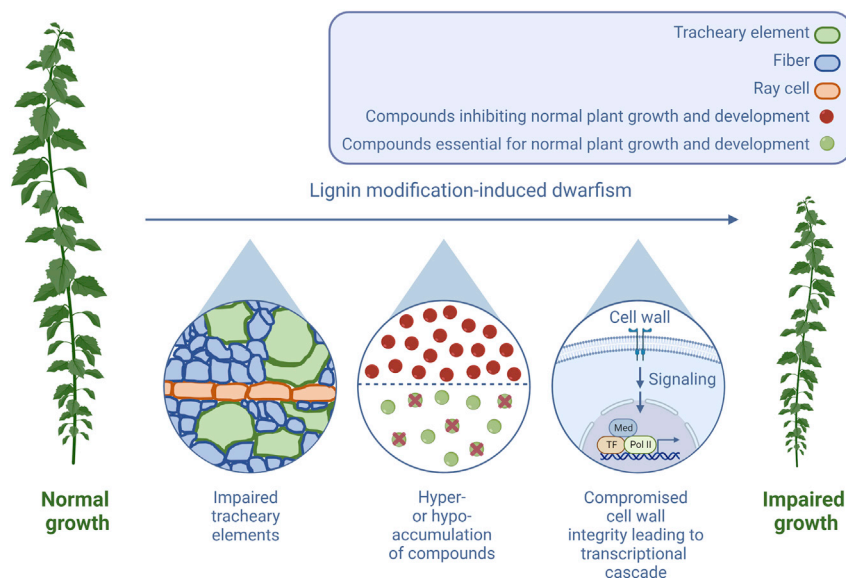 Tracheary element
Fiber
Ray cell
Compounds inhibiting normal plant growth and development
Compounds essential for normal plant growth and development
Lignin modification-induced dwarfism
Cell wall
Signaling
Med
TF
Pol II
Normal
growth
Impaired
tracheary
elements
Hyper-
or hypo-
accumulation
of compounds
Compromised
cell wall
integrity leading to
transcriptional
cascade
Impaired
growth